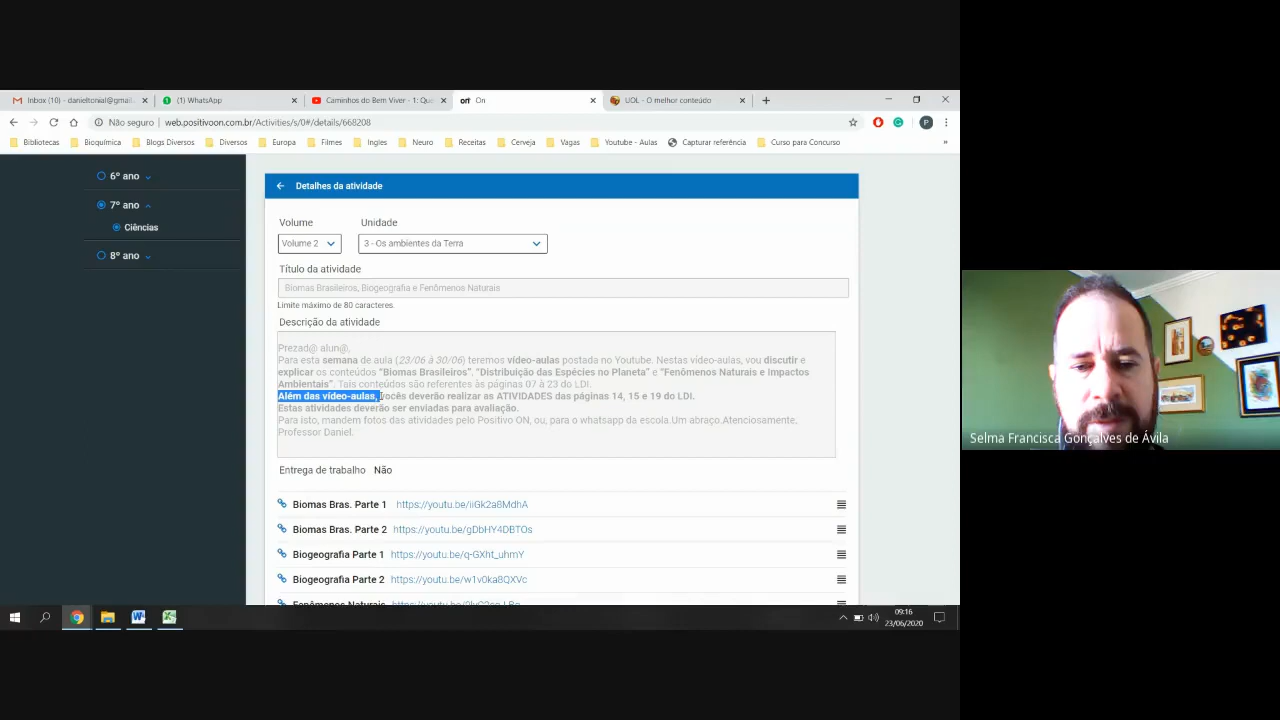 Inbox (10) - danieltonial@gmail.
(1) WhatsApp
Caminhos do Bem Viver - 1: Que
On
UOL - O melhor conteúdo
Não seguro
web.positivoon.com.br/Activities/s/0#/details/668208
Bibliotecas
Bioquímica
Blogs Diversos
Diversos
Europa
Filmes
Ingles
Neuro
Receitas
Cerveja
Vagas
Youtube - Aulas
Capturar referência
Curso para Concurso
»
6º ano
7º ano
Ciências
8º ano
Detalhes da atividade
Volume
Unidade
Volume 2
3 - Os ambientes da Terra
Título da atividade
Biomas Brasileiros, Biogeografia e Fenômenos Naturais
Limite máximo de 80 caracteres.
Descrição da atividade
Prezad@ alun@,
Para esta semana de aula (23/06 à 30/06) teremos vídeo-aulas postada no Youtube. Nestas vídeo-aulas, vou discutir e
explicar os conteúdos “Biomas Brasileiros”, “Distribuição das Espécies no Planeta” e “Fenômenos Naturais e Impactos
Ambientais”. Tais conteúdos são referentes às páginas 07 à 23 do LDI.
Além das vídeo-aulas, vocês deverão realizar as ATIVIDADES das páginas 14, 15 e 19 do LDI.
Estas atividades deverão ser enviadas para avaliação.
Para isto, mandem fotos das atividades pelo Positivo ON, ou, para o whatsapp da escola.Um abraço.Atenciosamente,
Professor Daniel.
Entrega de trabalho Não
Biomas Bras. Parte 1 https://youtu.be/iiGk2a8MdhA
Biomas Bras. Parte 2 https://youtu.be/gDbHY4DBTOs
Biogeografia Parte 1 https://youtu.be/q-GXht_uhmY
Biogeografia Parte 2 https://youtu.be/w1v0ka8QXVc
Fenômenos Naturais
09:16
23/06/2020
Selma Francisca Gonçalves de Ávila